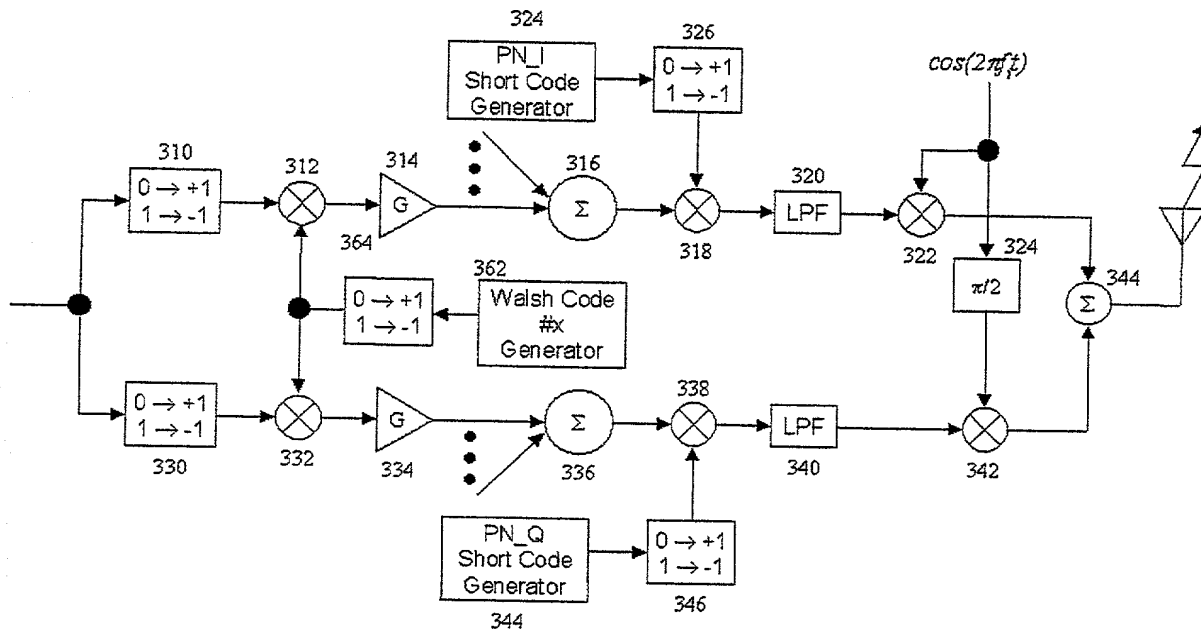 324
326
PN_I
Short Code
Generator
0 → +1
1 → -1
cos(2πf_it)
310
312
314
316
320
0 → +1
1 → -1
G
Σ
LPF
364
318
322
324
362
344
0 → +1
1 → -1
Walsh Code
#x
Generator
π/2
Σ
338
0 → +1
1 → -1
G
Σ
LPF
330
332
334
336
340
342
PN_Q
Short Code
Generator
0 → +1
1 → -1
344
346